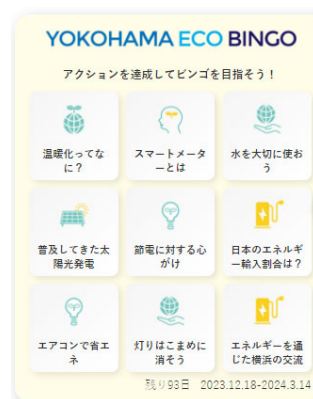 YOKOHAMA ECO BINGO
アクションを達成してビンゴを目指そう！
温暖化ってな
に？
スマートメータ
ーとは
水を大切に使お
う
普及してきた太
陽光発電
節電に対する心
がけ
日本のエネルギ
ー輸入割合は？
エアコンで省エ
ネ
灯りはこまめに
消そう
エネルギーを通
じた横浜の交流
残り93日 2023.12.18-2024.3.14